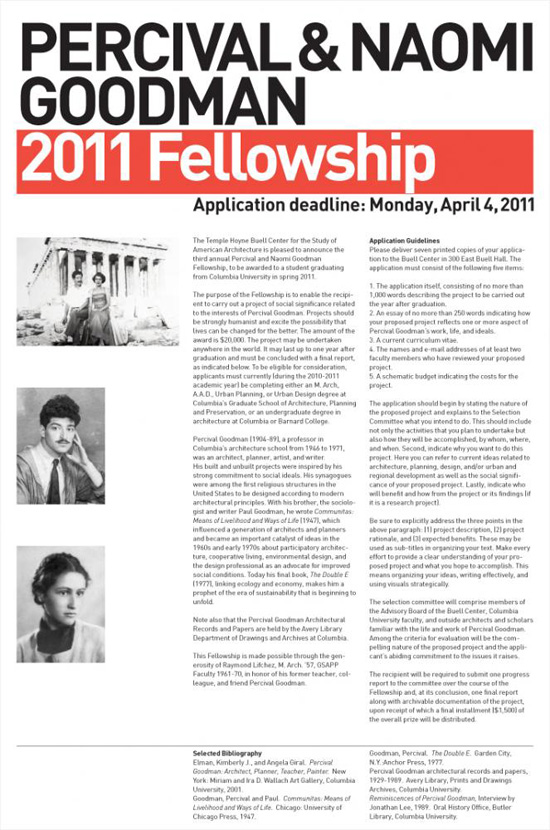 PERCIVAL & NAOMI
GOODMAN
2011 Fellowship
Application deadline: Monday, April 4, 2011
The Temple Hoyne Buell Center for the Study of
American Architecture is pleased to announce the
third annual Percival and Naomi Goodman
Fellowship, to be awarded to a student graduating
from Columbia University in spring 2011.
The purpose of the Fellowship is to enable the recipi-
ent to carry out a project of social significance related
to the interests of Percival Goodman. Projects should
be strongly humanist and excite the possibility that
lives can be changed for the better. The amount of the
award is $20,000. The project may be undertaken
anywhere in the world. It may last up to one year after
graduation and must be concluded with a final report,
as indicated below. To be eligible for consideration,
applicants must currently (during the 2010-2011
academic year) be completing either an M. Arch,
A.A.D., Urban Planning, or Urban Design degree at
Columbia's Graduate School of Architecture, Planning
and Preservation, or an undergraduate degree in
architecture at Columbia or Barnard College.
Percival Goodman (1904-89), a professor in
Columbia's architecture school from 1946 to 1971,
was an architect, planner, artist, and writer
His built and unbuilt projects were inspired by his
strong commitment to social ideals. His synagogues
were among the first religious structures in the
United States to be designed according to modern
architectural principles. With his brother, the sociolo-
gist and writer Paul Goodman, he wrote Communitas:
Means of Livelihood and Ways of Life (1947), which
influenced a generation of architects and planners
and became an important catalyst of ideas in the
1960s and early 1970s about participatory architec-
ture, cooperative living, environmental design, and
the design professional as an advocate for improved
social conditions. Today his final book, The Double E
(1977), linking ecology and economy, makes him a
prophet of the era of sustainability that is beginning to
unfold.
Note also that the Percival Goodman Architectural
Records and Papers are held by the Avery Library
Department of Drawings and Archives at Columbia.
This Fellowship is made possible through the gen-
erosity of Raymond Lifchez, M. Arch. '57, GSAPP
Faculty 1961-70, in honor of his former teacher, col-
league, and friend Percival Goodman.
Application Guidelines
Please deliver seven printed copies of your applica-
tion to the Buell Center in 300 East Buell Hall. The
application must consist of the following five items:
1. The application itself, consisting of no more than
1,000 words describing the project to be carried out
the year after graduation.
2. An essay of no more than 250 words indicating how
your proposed project reflects one or more aspect of
Percival Goodman's work, life, and ideals.
3. A current curriculum vitae.
4. The names and e-mail addresses of at least two
faculty members who have reviewed your proposed
project.
5. A schematic budget indicating the costs for the
project.
The application should begin by stating the nature of
the proposed project and explains to the Selection
Committee what you intend to do. This should include
not only the activities that you plan to undertake but
also how they will be accomplished, by whom, where,
and when. Second, indicate why you want to do this
project. Here you can refer to current ideas related to
architecture, planning, design, and/or urban and
regional development as well as the social signifi-
cance of your proposed project. Lastly, indicate who
will benefit and how from the project or its findings (if
it is a research project).
Be sure to explicitly address the three points in the
above paragraph: (1) project description, (2) project
rationale, and (3) expected benefits. These may be
used as sub-titles in organizing your text. Make every
effort to provide a clear understanding of your pro-
posed project and what you hope to accomplish. This
means organizing your ideas, writing effectively, and
using visuals strategically.
The selection committee will comprise members of
the Advisory Board of the Buell Center, Columbia
University faculty, and outside architects and scholars
familiar with the life and work of Percival Goodman.
Among the criteria for evaluation will be the com-
pelling nature of the proposed project and the appli-
cant's abiding commitment to the issues it raises.
The recipient will be required to submit one progress
report to the committee over the course of the
Fellowship and, at its conclusion, one final report
along with archivable documentation of the project,
upon receipt of which a final installment ($1,500) of
the overall prize will be distributed.
Selected Bibliography
Elman, Kimberly J., and Angela Giral. Percival
Goodman: Architect, Planner, Teacher, Painter. New
York: Miriam and Ira D. Wallach Art Gallery, Columbia
University, 2001.
Goodman, Percival and Paul. Communitas: Means of
Livelihood and Ways of Life. Chicago: University of
Chicago Press, 1947.
Goodman, Percival. The Double E. Garden City,
N.Y. Anchor Press, 1977.
Percival Goodman architectural records and papers,
1929-1989. Avery Library, Prints and Drawings
Archives, Columbia University.
Reminiscences of Percival Goodman, Interview by
Jonathan Lee, 1989. Oral History Office, Butler
Library, Columbia University.